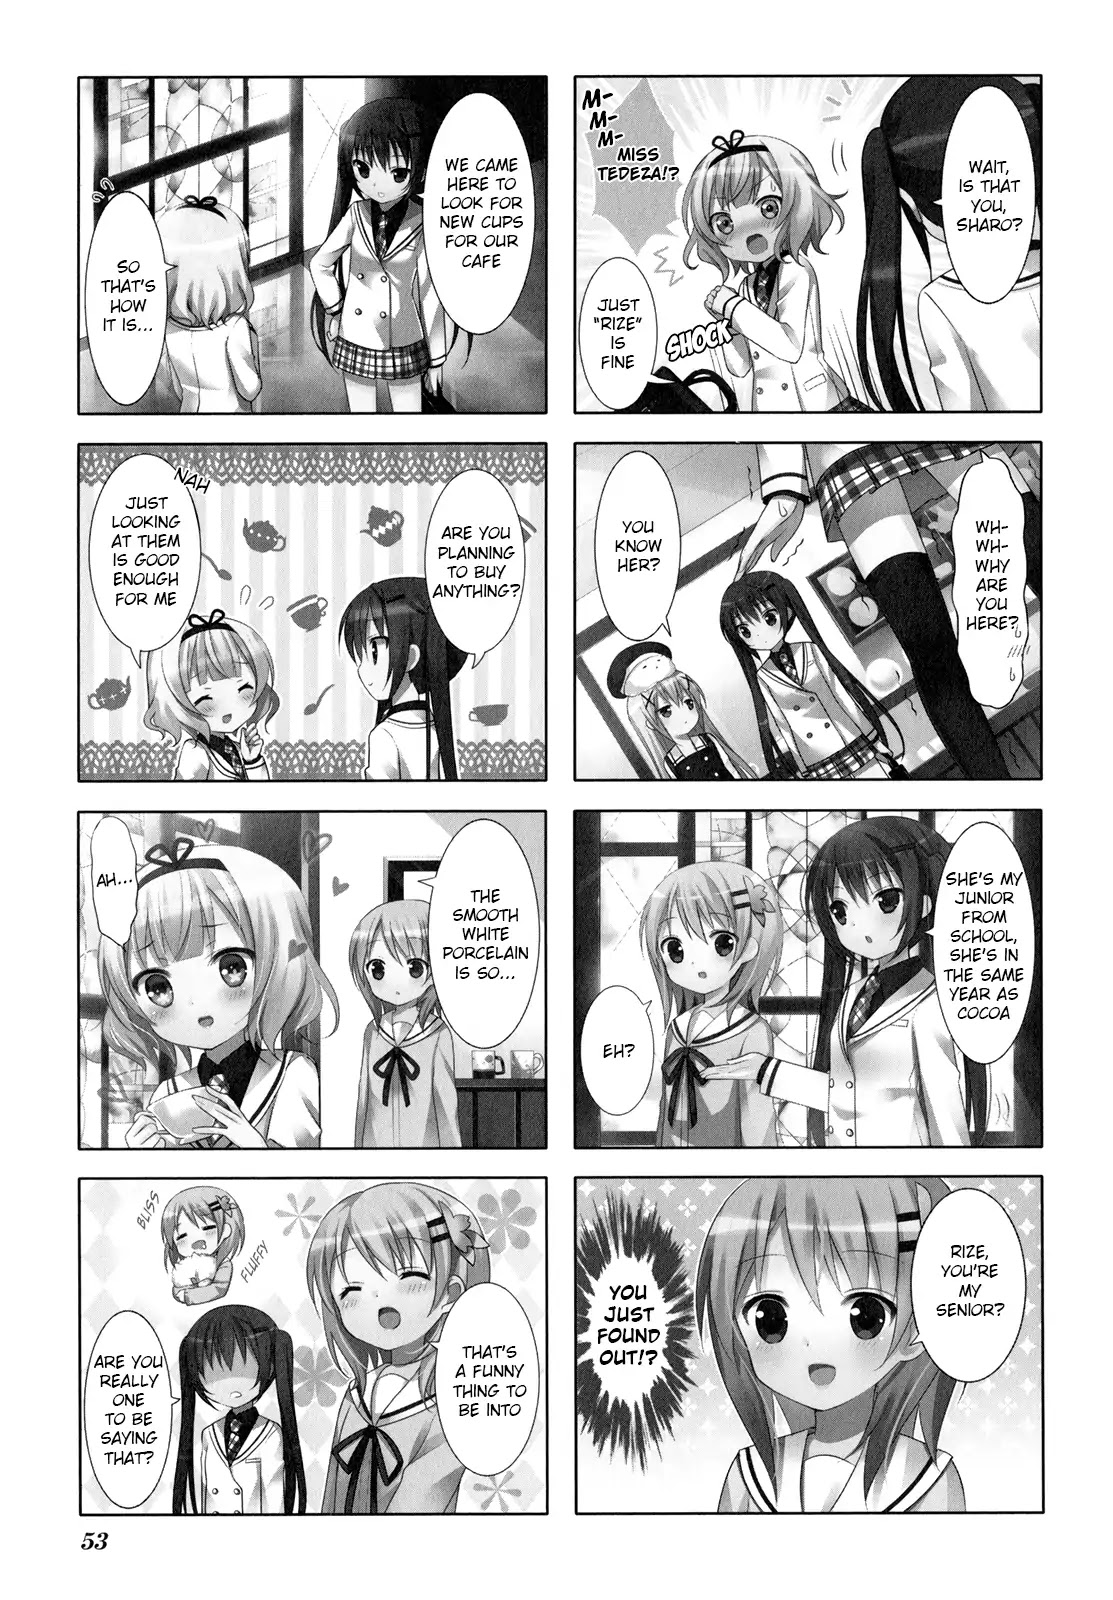 WAIT,
IS THAT
YOU,
SHARO?
M-
M-
M-
MISS
TEDEZA!?
JUST
"RIZE"
IS
FINE
SHOCK
WH-
WH-
WHY
ARE
YOU
HERE?
YOU
KNOW
HER?
SHE'S MY
JUNIOR
FROM
SCHOOL,
SHE'S IN
THE SAME
YEAR AS
COCOA
EH?
RIZE,
YOU'RE
MY
SENIOR?
YOU
JUST
FOUND
OUT!?
WE CAME
HERE TO
LOOK FOR
NEW CUPS
FOR OUR
CAFE
SO
THAT'S
HOW
IT IS...
ARE YOU
PLANNING
TO BUY
ANYTHING?
NAH
JUST
LOOKING
AT THEM
IS GOOD
ENOUGH
FOR ME
THE
SMOOTH
WHITE
PORCELAIN
IS SO...
AH...
THAT'S
A FUNNY
THING TO
BE INTO
BLISS
FLUFFY
ARE YOU
REALLY
ONE
TO BE
SAYING
THAT?
53